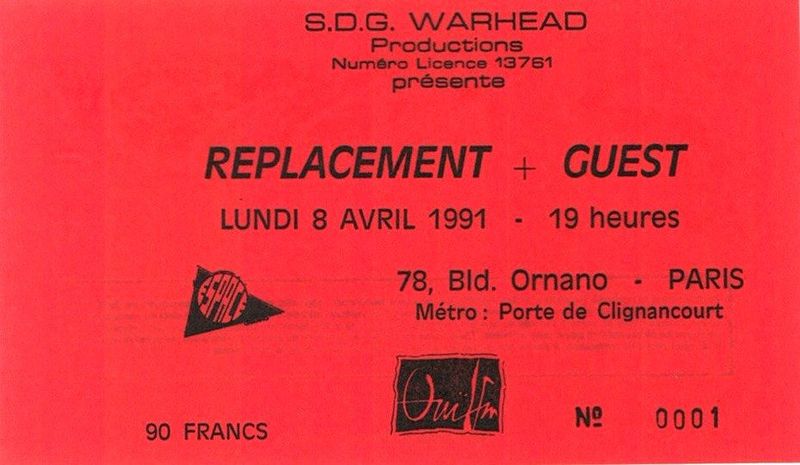 S.D.G. WARHEAD
Productions
Numéro Licence 13761
présente
REPLACEMENT + GUEST
LUNDI 8 AVRIL 1991 - 19 heures
ESPACE
78, Bld. Ornano - PARIS
Métro : Porte de Clignancourt
Ouï fm
90 FRANCS
Nº 0001